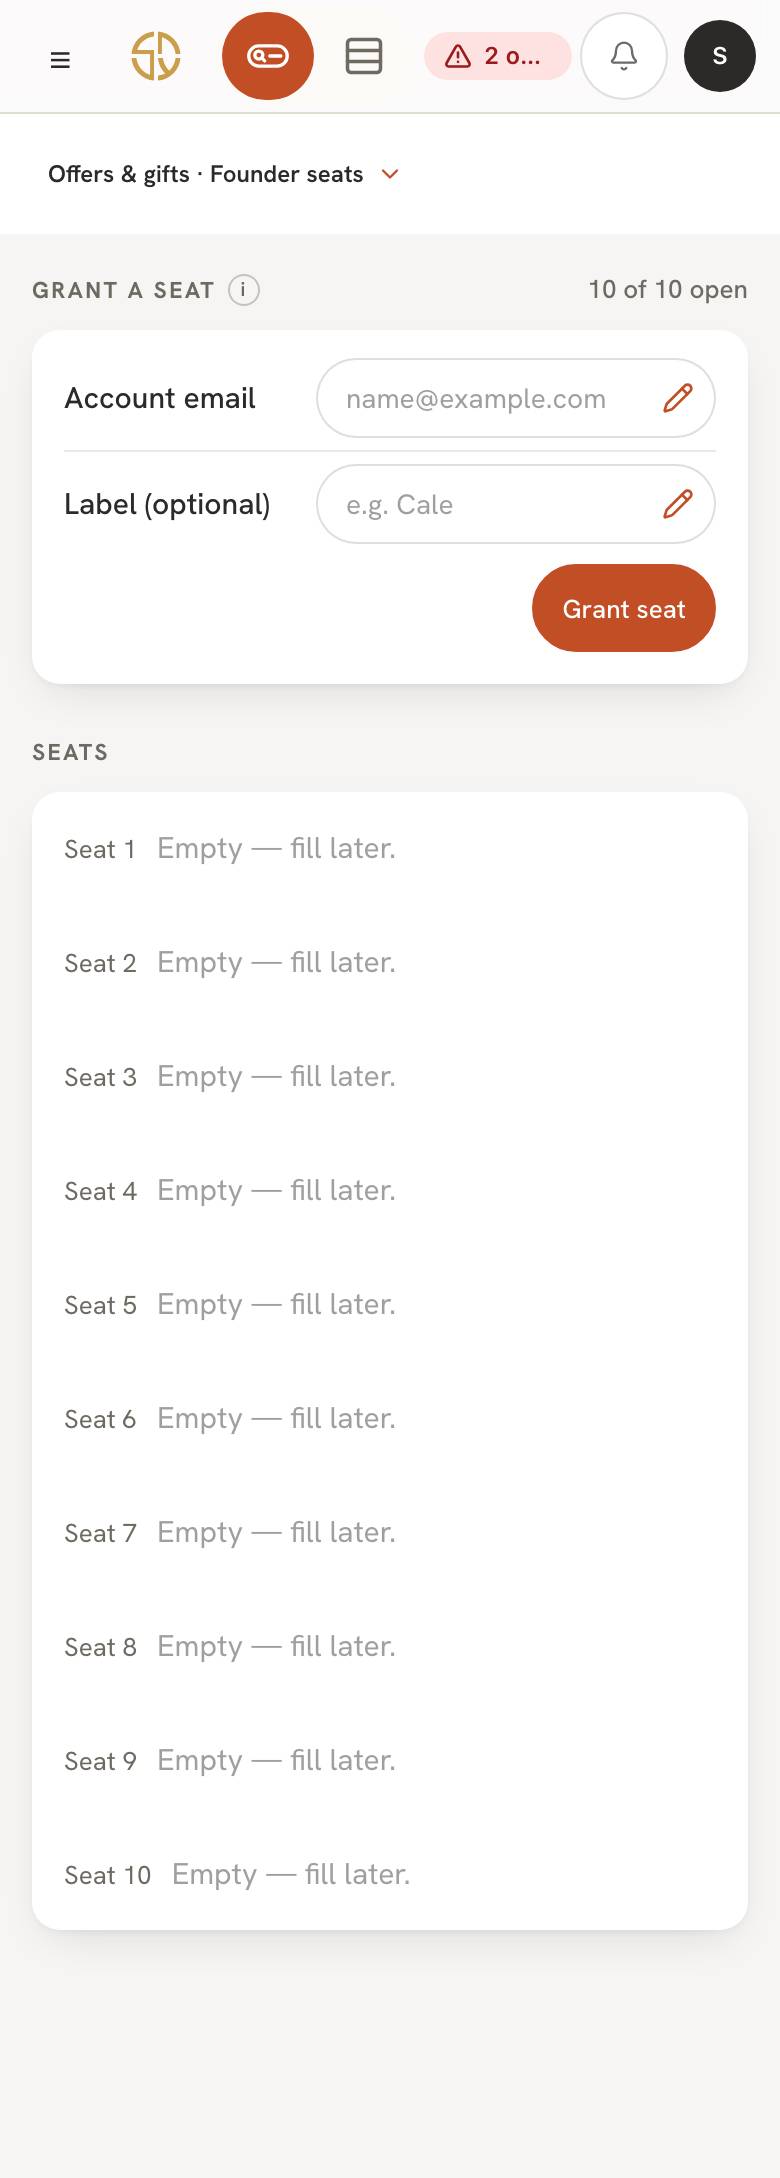 2 o...
S
Offers & gifts · Founder seats
GRANT A SEAT i 10 of 10 open
Account email name@example.com
Label (optional) e.g. Cale
Grant seat
SEATS
Seat 1 Empty — fill later.
Seat 2 Empty — fill later.
Seat 3 Empty — fill later.
Seat 4 Empty — fill later.
Seat 5 Empty — fill later.
Seat 6 Empty — fill later.
Seat 7 Empty — fill later.
Seat 8 Empty — fill later.
Seat 9 Empty — fill later.
Seat 10 Empty — fill later.